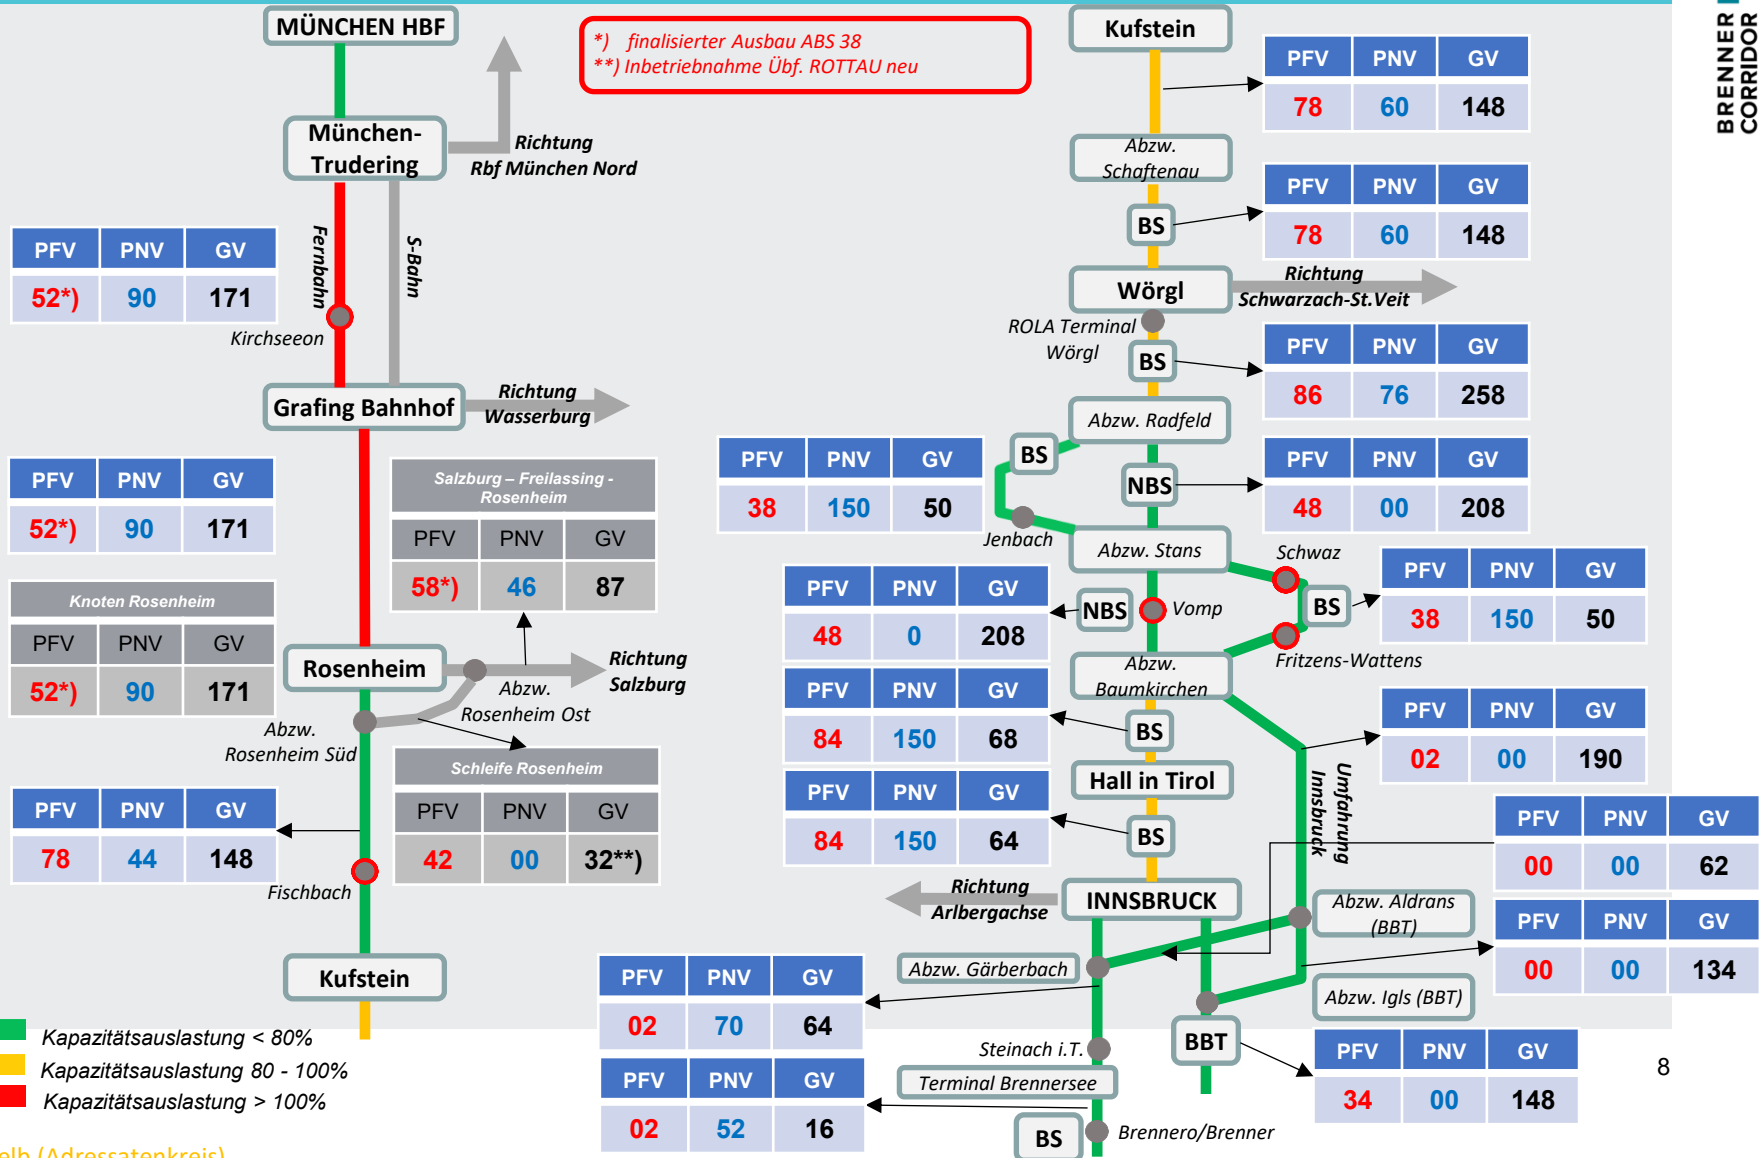 BRENNER
CORRIDOR
MÜNCHEN HBF
*) finalisierter Ausbau ABS 38
**) Inbetriebnahme Übf. ROTTAU neu
München-
Trudering
Richtung
Rbf München Nord
Fernbahn
S-Bahn
PFV PNV GV
52*) 90 171
Kirchseeon
Grafing Bahnhof
Richtung
Wasserburg
PFV PNV GV
52*) 90 171
Salzburg – Freilassing -
Rosenheim
PFV PNV GV
58*) 46 87
Knoten Rosenheim
PFV PNV GV
52*) 90 171
Rosenheim
Richtung
Salzburg
Abzw.
Rosenheim Ost
Abzw.
Rosenheim Süd
Schleife Rosenheim
PFV PNV GV
42 00 32**)
PFV PNV GV
78 44 148
Fischbach
Kufstein
Kapazitätsauslastung < 80%
Kapazitätsauslastung 80 - 100%
Kapazitätsauslastung > 100%
elb (Adressatenkreis)
Kufstein
PFV PNV GV
78 60 148
Abzw.
Schaftenau
BS
PFV PNV GV
78 60 148
Wörgl
Richtung
Schwarzach-St.Veit
ROLA Terminal
Wörgl
BS
PFV PNV GV
86 76 258
Abzw. Radfeld
BS
PFV PNV GV
38 150 50
NBS
PFV PNV GV
48 00 208
Jenbach
Abzw. Stans
Schwaz
PFV PNV GV
48 0 208
NBS
Vomp
BS
PFV PNV GV
38 150 50
Fritzens-Wattens
Abzw.
Baumkirchen
PFV PNV GV
84 150 68
BS
PFV PNV GV
02 00 190
Umfahrung
Innsbruck
Hall in Tirol
PFV PNV GV
84 150 64
BS
PFV PNV GV
00 00 62
Richtung
Arlbergachse
INNSBRUCK
Abzw. Aldrans
(BBT)
PFV PNV GV
00 00 134
Abzw. Gärberbach
Abzw. Igls (BBT)
PFV PNV GV
02 70 64
BBT
PFV PNV GV
34 00 148
Steinach i.T.
Terminal Brennersee
PFV PNV GV
02 52 16
BS
Brennero/Brenner
8